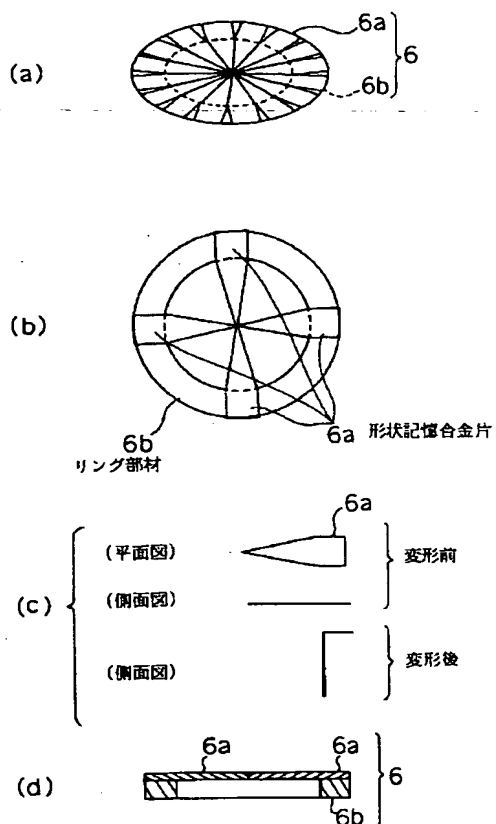 (a)
6a
6
6b
(b)
6b
リング部材
6a 形状記憶合金片
6a
(c)
(平面図)
変形前
(側面図)
(側面図)
変形後
(d)
6a
6a
6
6b